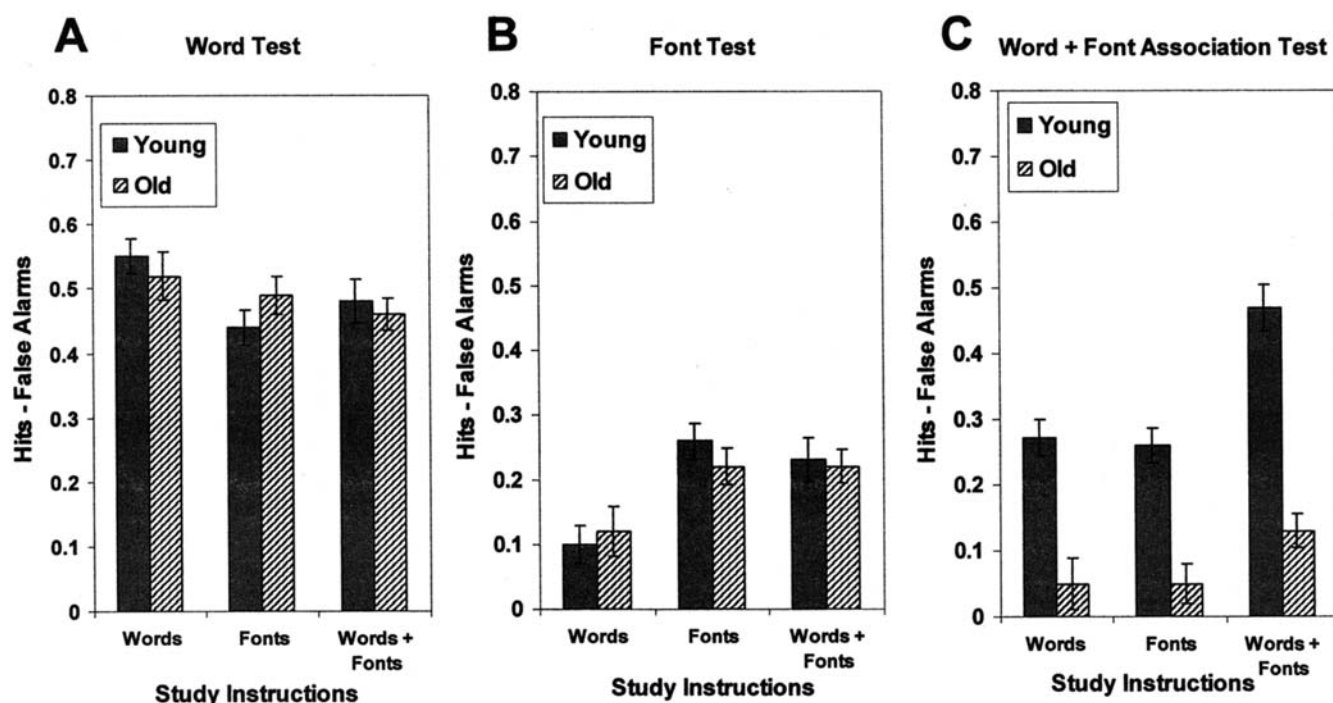 A
Word Test
Hits - False Alarms
0.8
0.7
0.6
0.5
0.4
0.3
0.2
0.1
0
Young
Old
Words
Fonts
Words +
Fonts
Study Instructions
B
Font Test
Hits - False Alarms
0.8
0.7
0.6
0.5
0.4
0.3
0.2
0.1
0
Young
Old
Words
Fonts
Words +
Fonts
Study Instructions
C
Word + Font Association Test
Hits - False Alarms
0.8
0.7
0.6
0.5
0.4
0.3
0.2
0.1
0
Young
Old
Words
Fonts
Words +
Fonts
Study Instructions